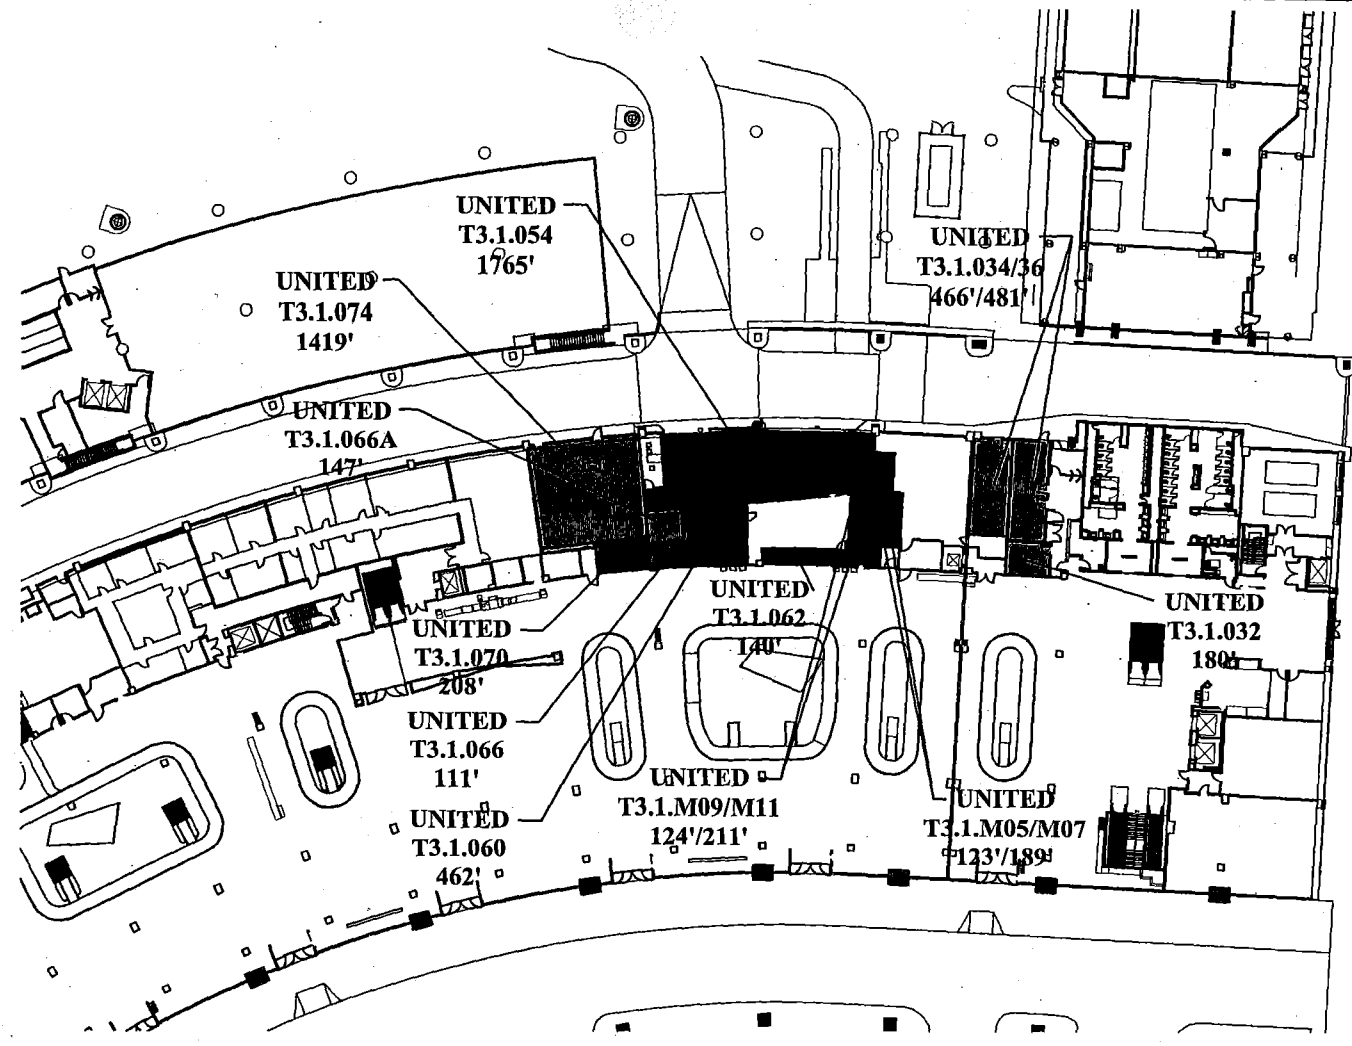 UNITED
T3.1.054
1765'
UNITED
T3.1.034/36
466'/481'
UNITED
T3.1.074
1419'
UNITED
T3.1.066A
147'
UNITED
T3.1.062
140'
UNITED
T3.1.032
180'
UNITED
T3.1.070
208'
UNITED
T3.1.066
111'
UNITED
T3.1.M09/M11
124'/211'
UNITED
T3.1.M05/M07
123'/189'
UNITED
T3.1.060
462'